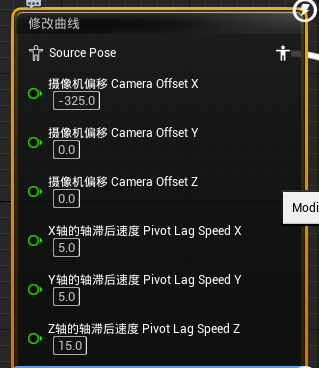 修改曲线
Source Pose
摄像机偏移 Camera Offset X
-325.0
摄像机偏移 Camera Offset Y
0.0
摄像机偏移 Camera Offset Z
0.0
Modi
X轴的轴滞后速度 Pivot Lag Speed X
5.0
Y轴的轴滞后速度 Pivot Lag Speed Y
5.0
Z轴的轴滞后速度 Pivot Lag Speed Z
15.0